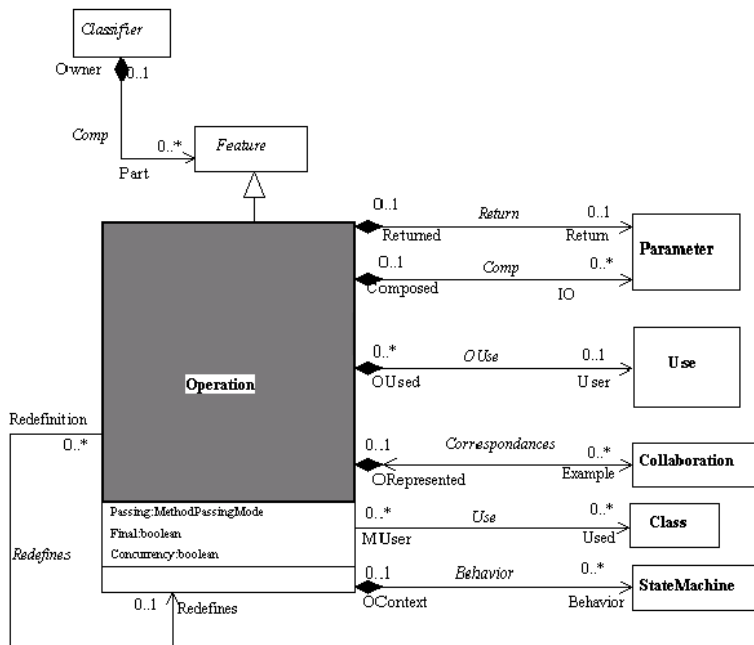 Classifier
Owner
0..1
Comp
0..*
Part
Feature
0..1
Return
0..1
Returned
Return
Parameter
0..1
Comp
0..*
Composed
IO
0..*
OUse
0..1
OUsed
User
Use
Operation
Redefinition
0..*
0..1
Correspondances
0..*
ORepresented
Example
Collaboration
Passing:MethodPassingMode
Final:boolean
Concurrency:boolean
0..*
Use
0..*
MUser
Used
Class
Redefines
0..1
Behavior
0..*
OContext
Behavior
StateMachine
0..1
Redefines